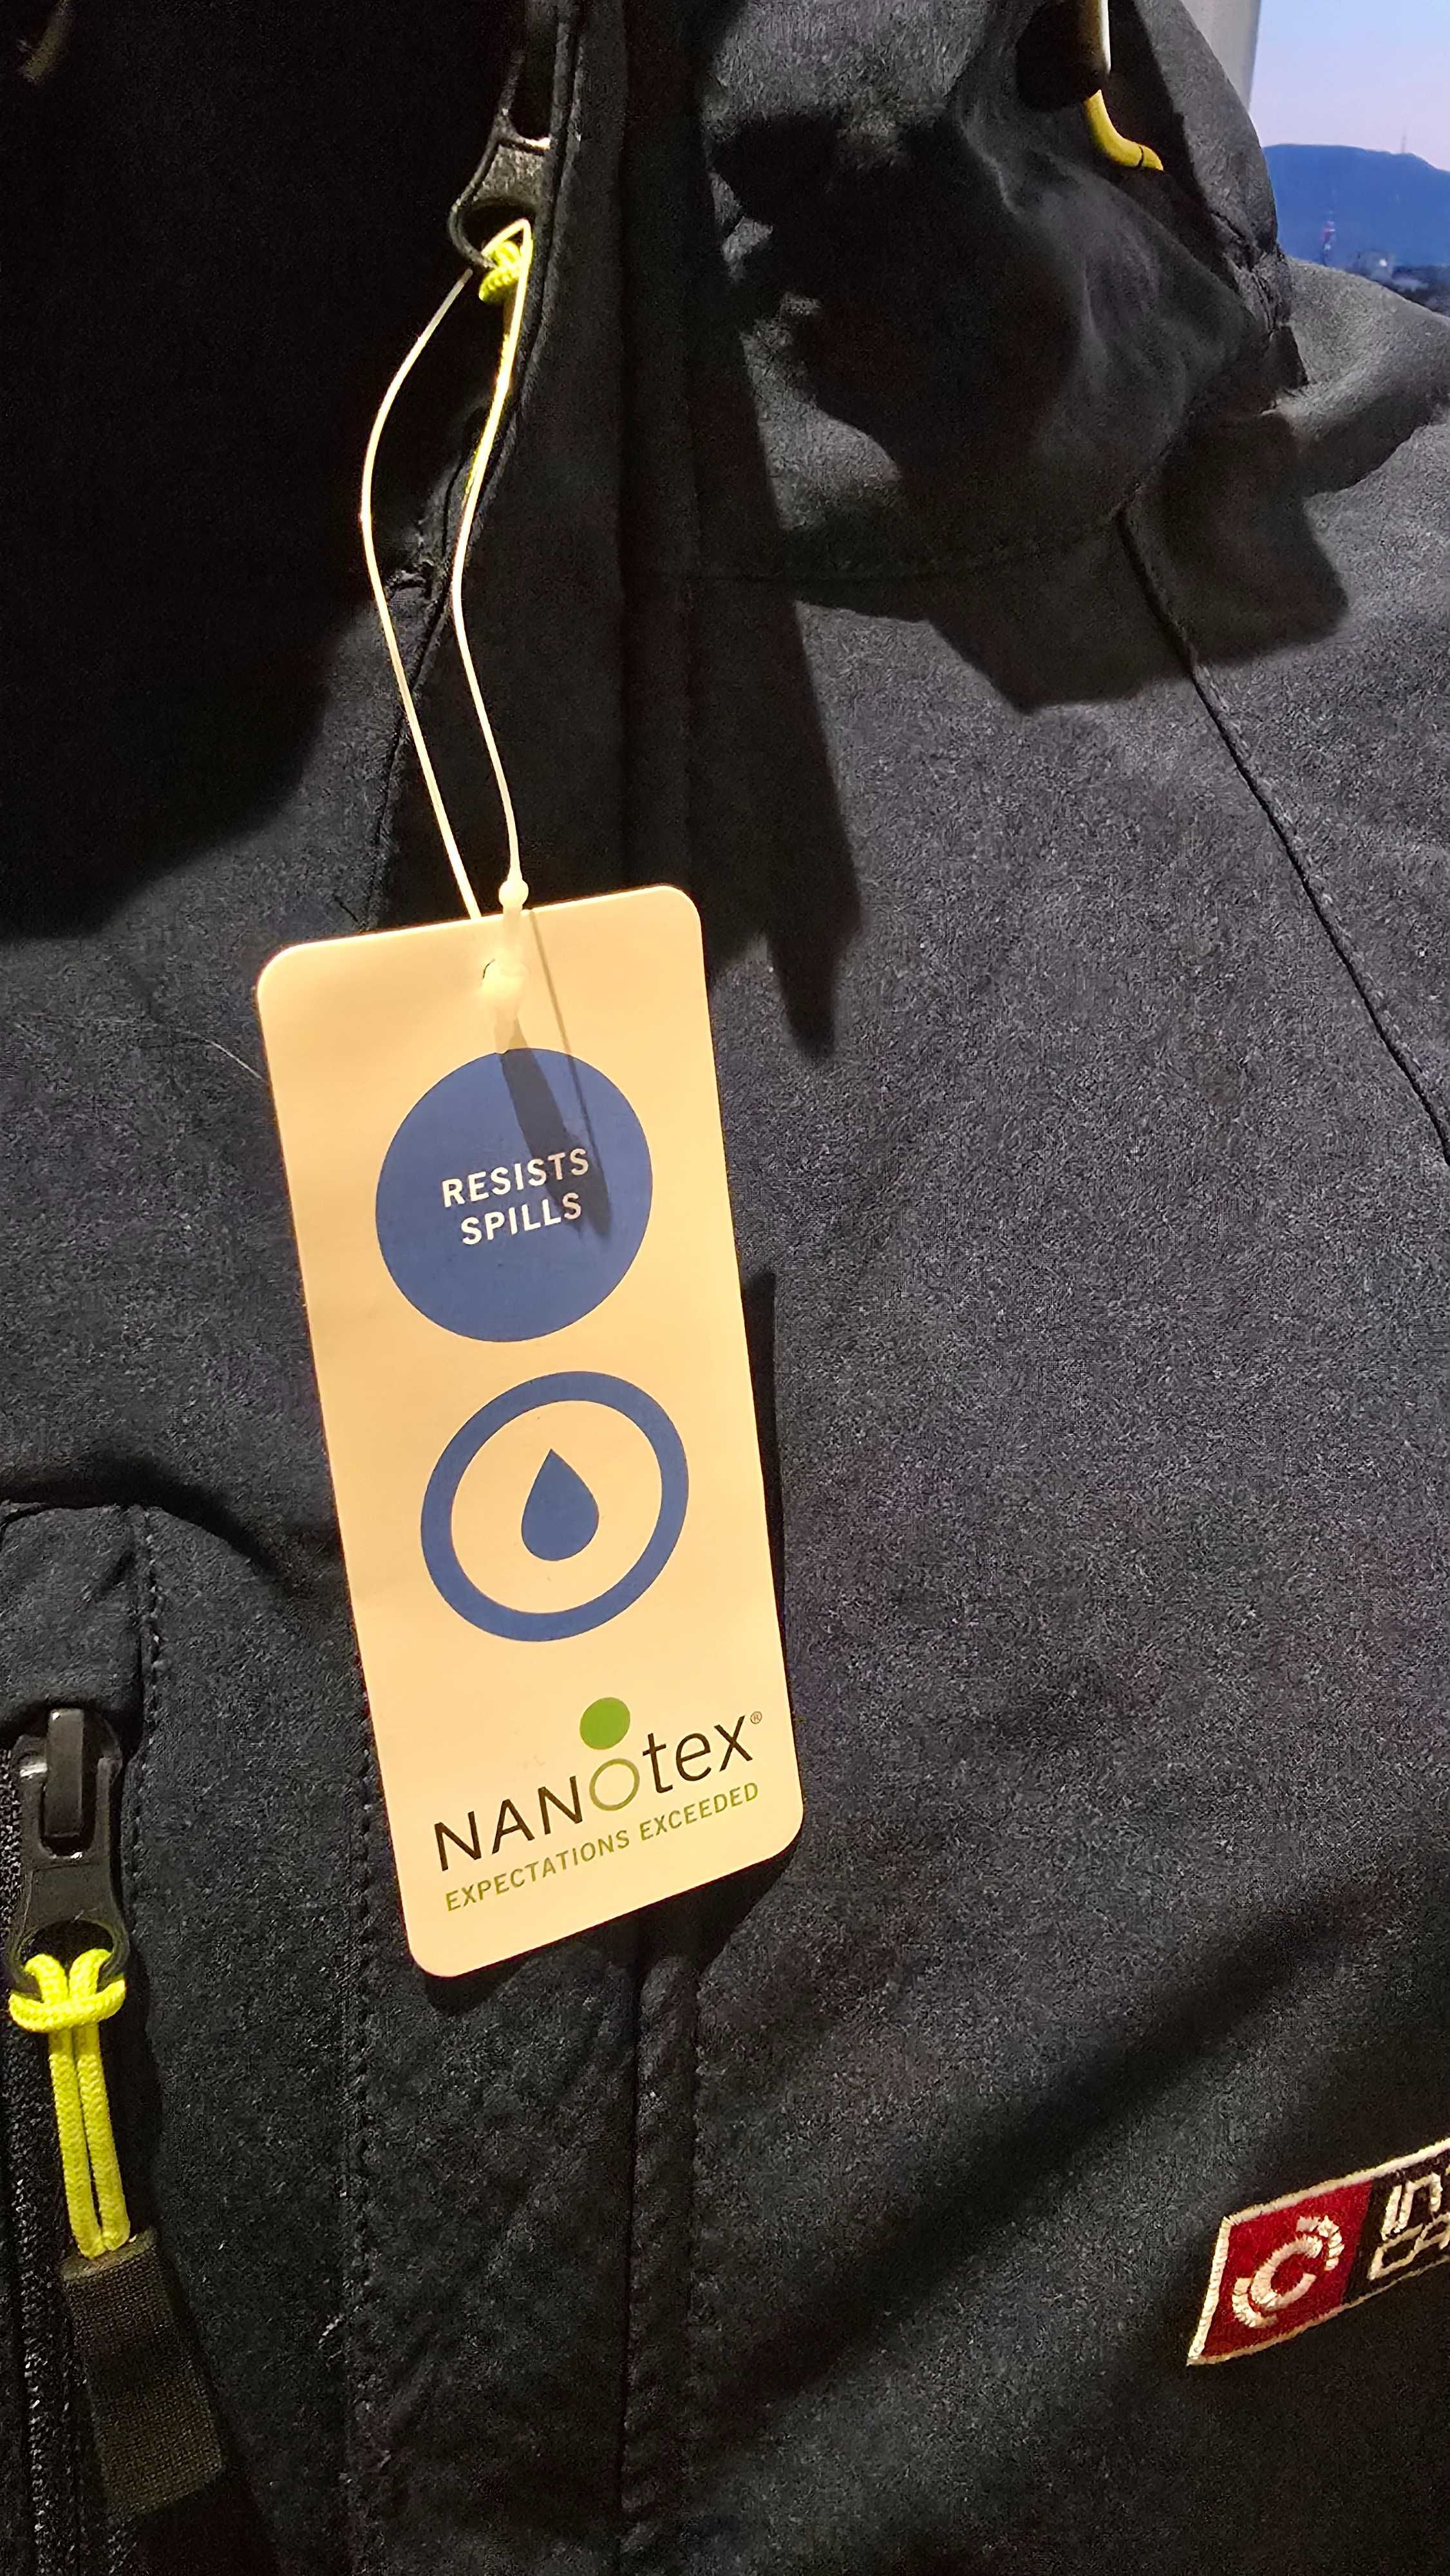 RESISTS
SPILLS
NANOtex®
EXPECTATIONS EXCEEDED